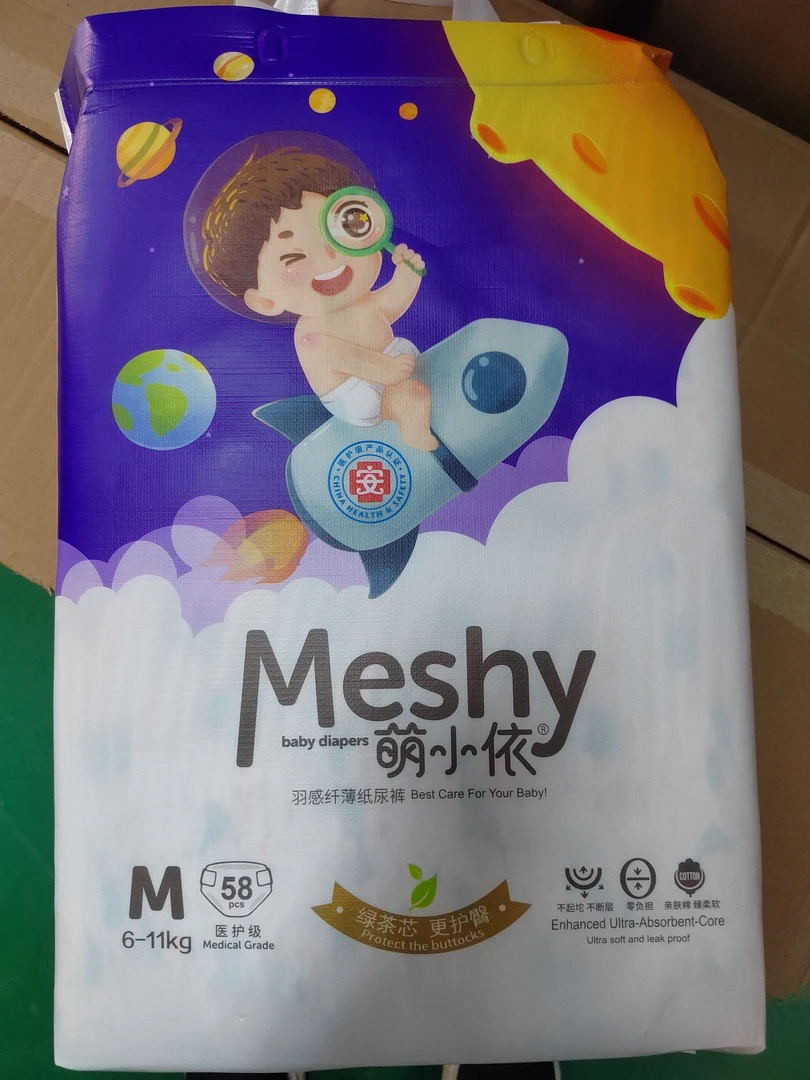 医护级产品认证
安
CHINA HEALTH & SAFETY
Meshy
baby diapers 萌小依®
羽感纤薄纸尿裤 Best Care For Your Baby!
M
6-11kg
58
pcs
医护级
Medical Grade
绿茶芯 更护臀
Protect the buttocks
COTTON
不起坨 不断层 零负担 亲肤棉 臻柔软
Enhanced Ultra-Absorbent-Core
Ultra soft and leak proof